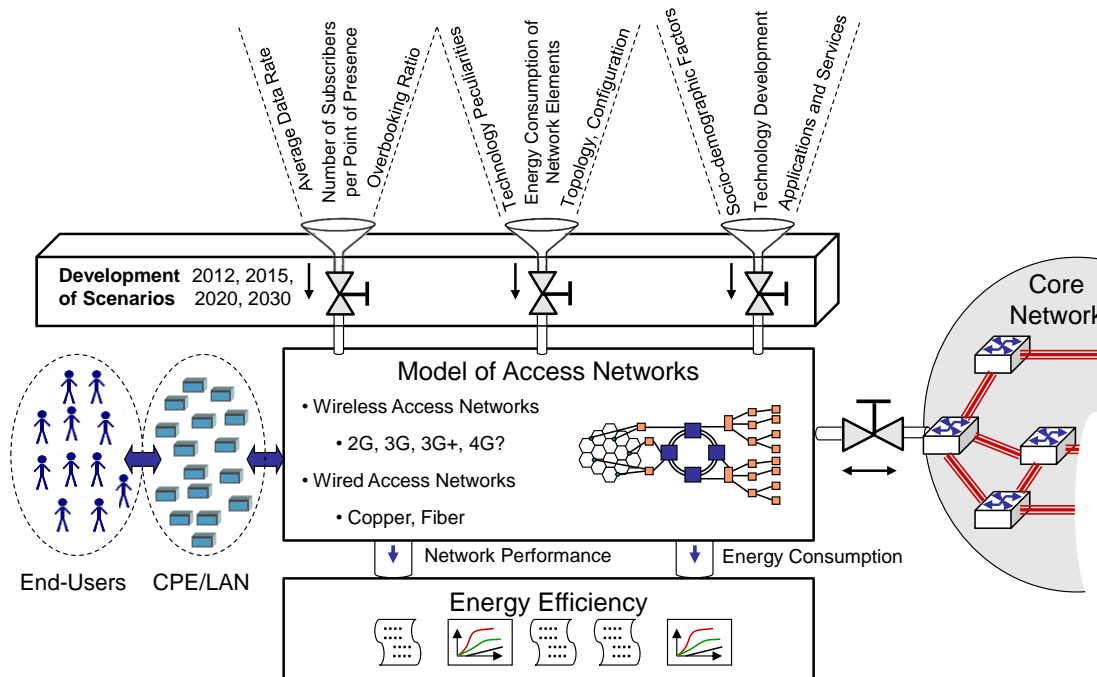 Average Data Rate
Number of Subscribers
per Point of Presence
Overbooking Ratio
Technology Peculiarities
Energy Consumption of
Network Elements
Topology, Configuration
Socio-demographic Factors
Technology Development
Applications and Services
Development 2012, 2015,
of Scenarios 2020, 2030
Core
Network
Model of Access Networks
• Wireless Access Networks
• 2G, 3G, 3G+, 4G?
• Wired Access Networks
• Copper, Fiber
End-Users
CPE/LAN
Network Performance
Energy Consumption
Energy Efficiency